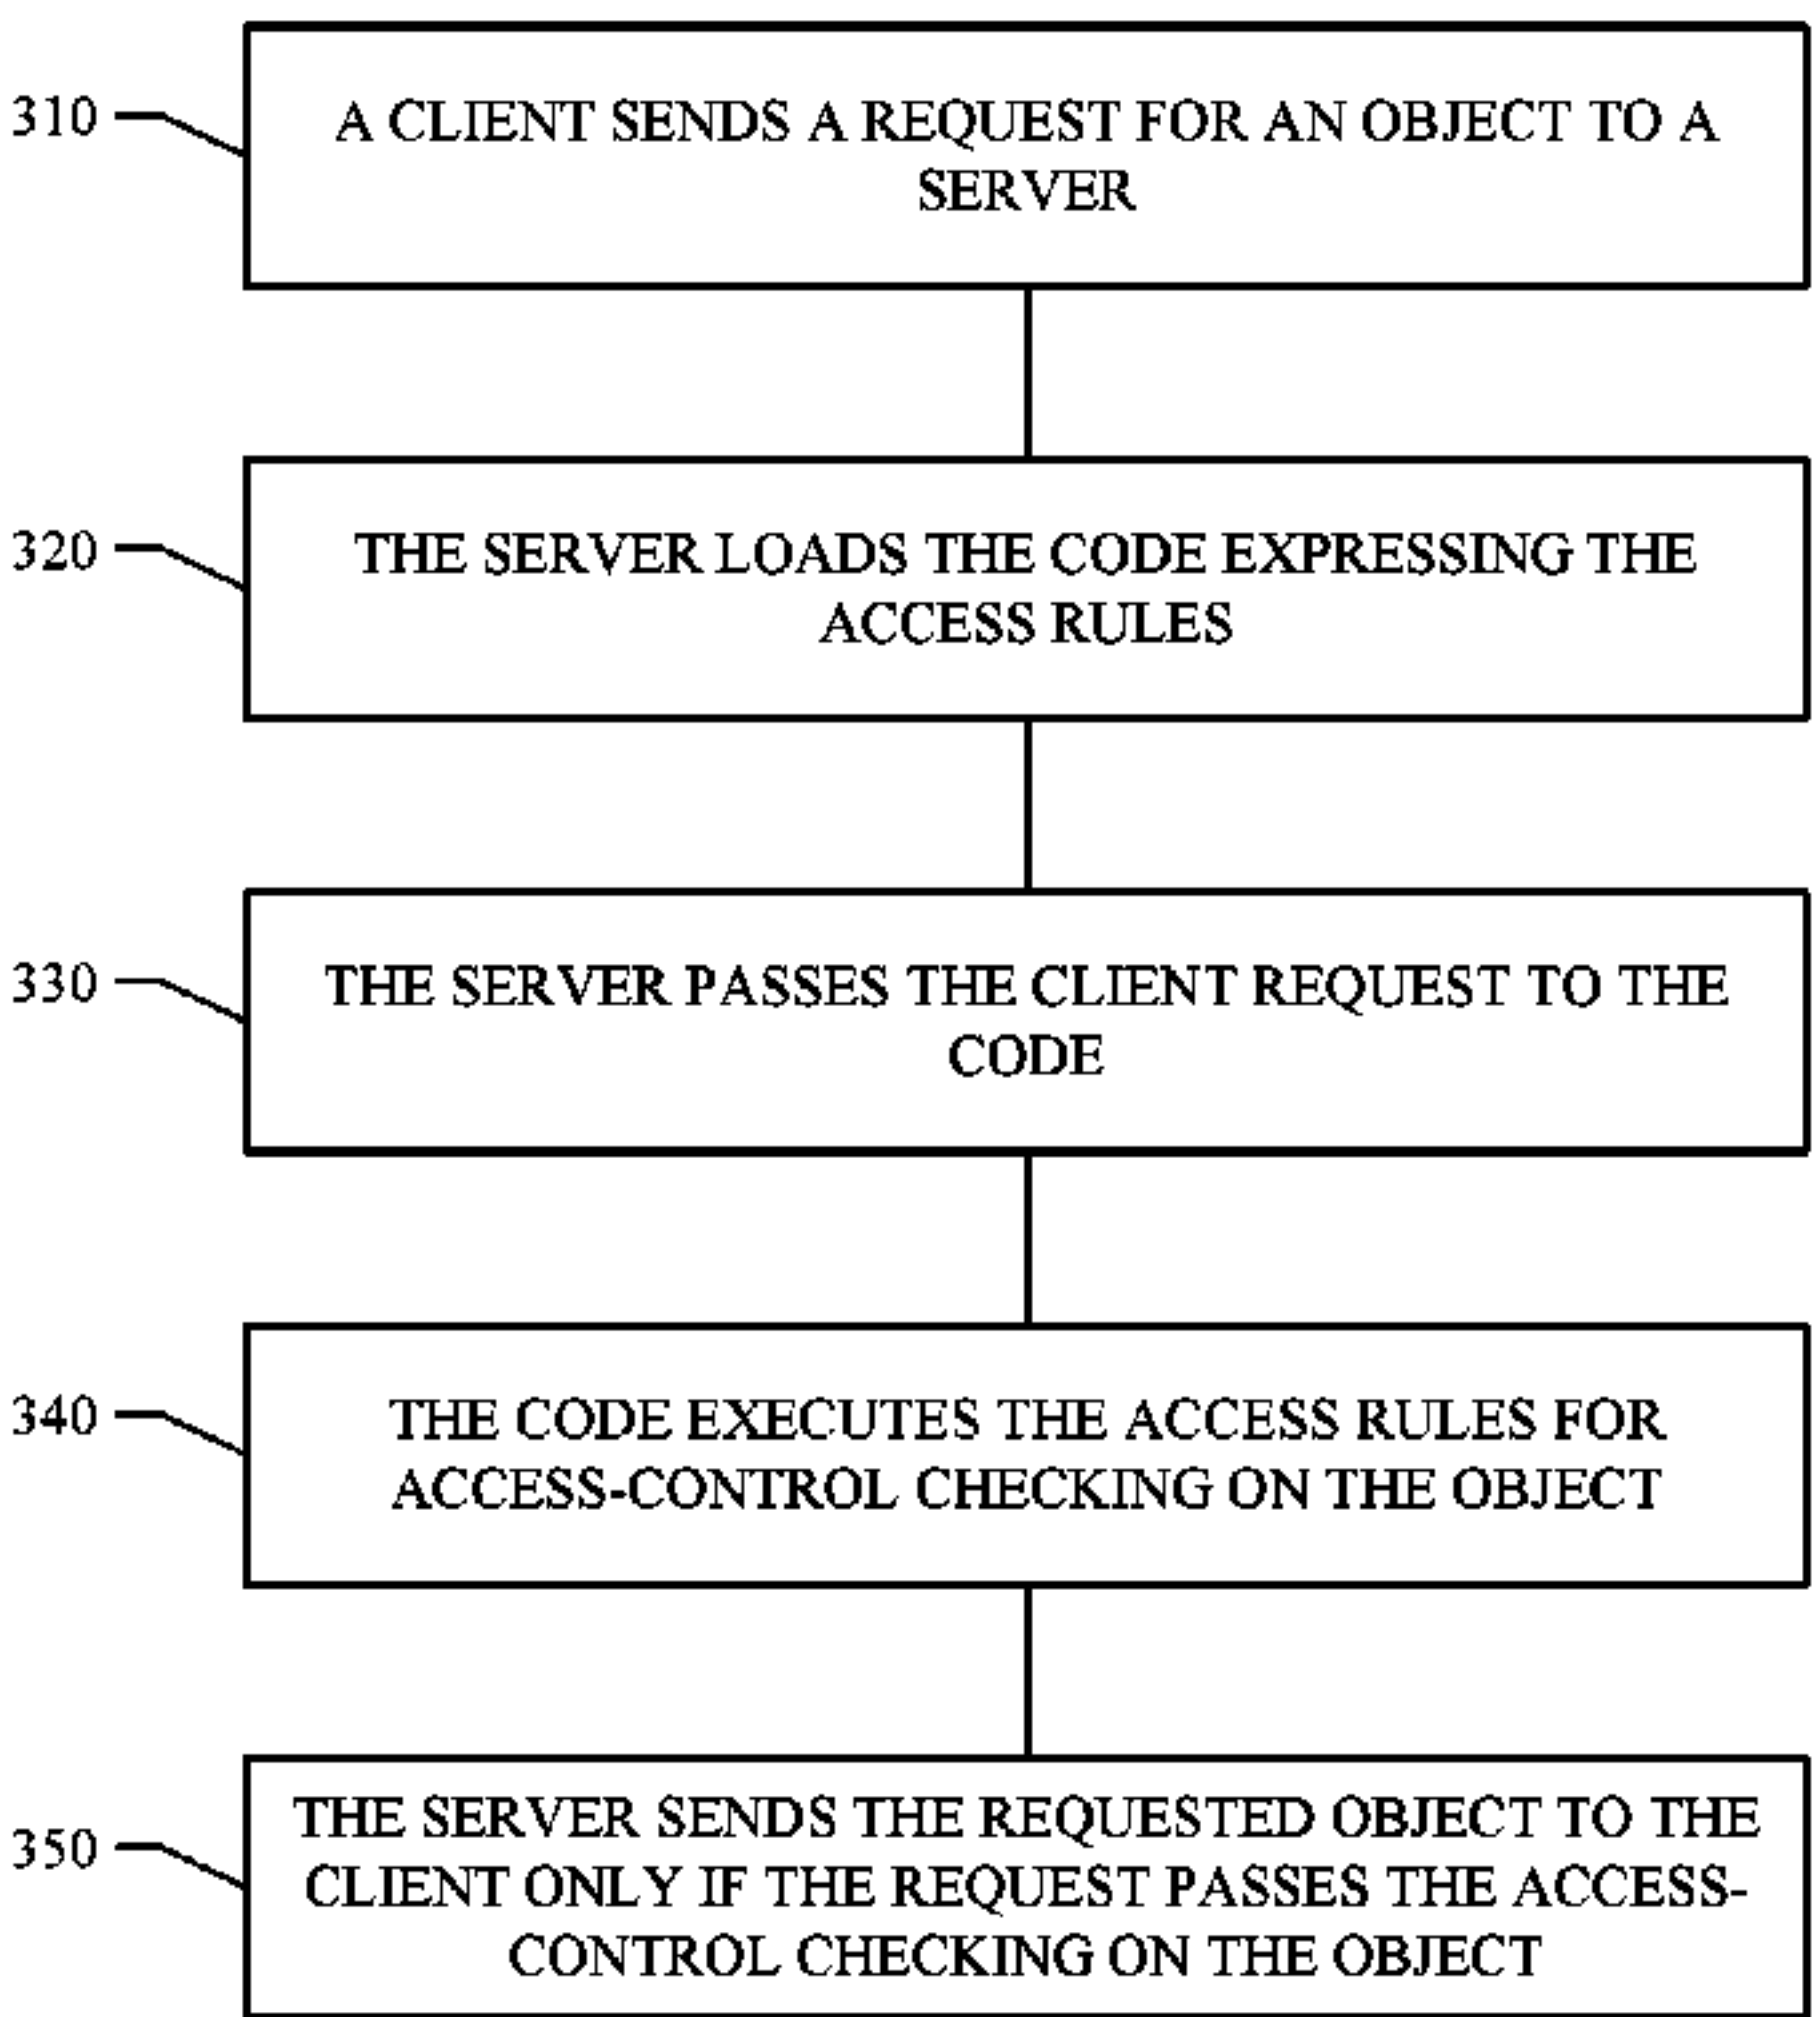 310
A CLIENT SENDS A REQUEST FOR AN OBJECT TO A
SERVER
320
THE SERVER LOADS THE CODE EXPRESSING THE
ACCESS RULES
330
THE SERVER PASSES THE CLIENT REQUEST TO THE
CODE
340
THE CODE EXECUTES THE ACCESS RULES FOR
ACCESS-CONTROL CHECKING ON THE OBJECT
350
THE SERVER SENDS THE REQUESTED OBJECT TO THE
CLIENT ONLY IF THE REQUEST PASSES THE ACCESS-
CONTROL CHECKING ON THE OBJECT